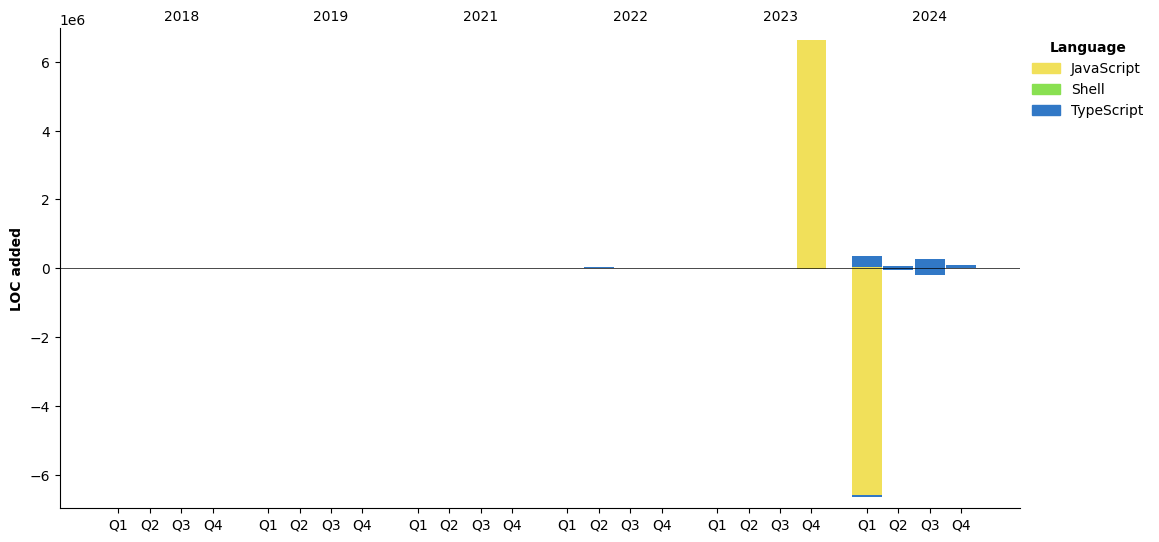 1e6
2018 2019 2021 2022 2023 2024
Language
JavaScript
Shell
TypeScript
6
4
2
0
−2
−4
−6
LOC added
Q1 Q2 Q3 Q4 Q1 Q2 Q3 Q4 Q1 Q2 Q3 Q4 Q1 Q2 Q3 Q4 Q1 Q2 Q3 Q4 Q1 Q2 Q3 Q4